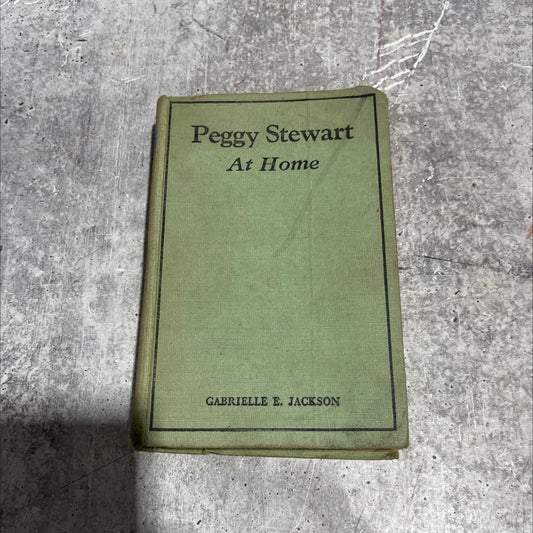 Peggy Stewart
At Home
GABRIELLE E. JACKSON